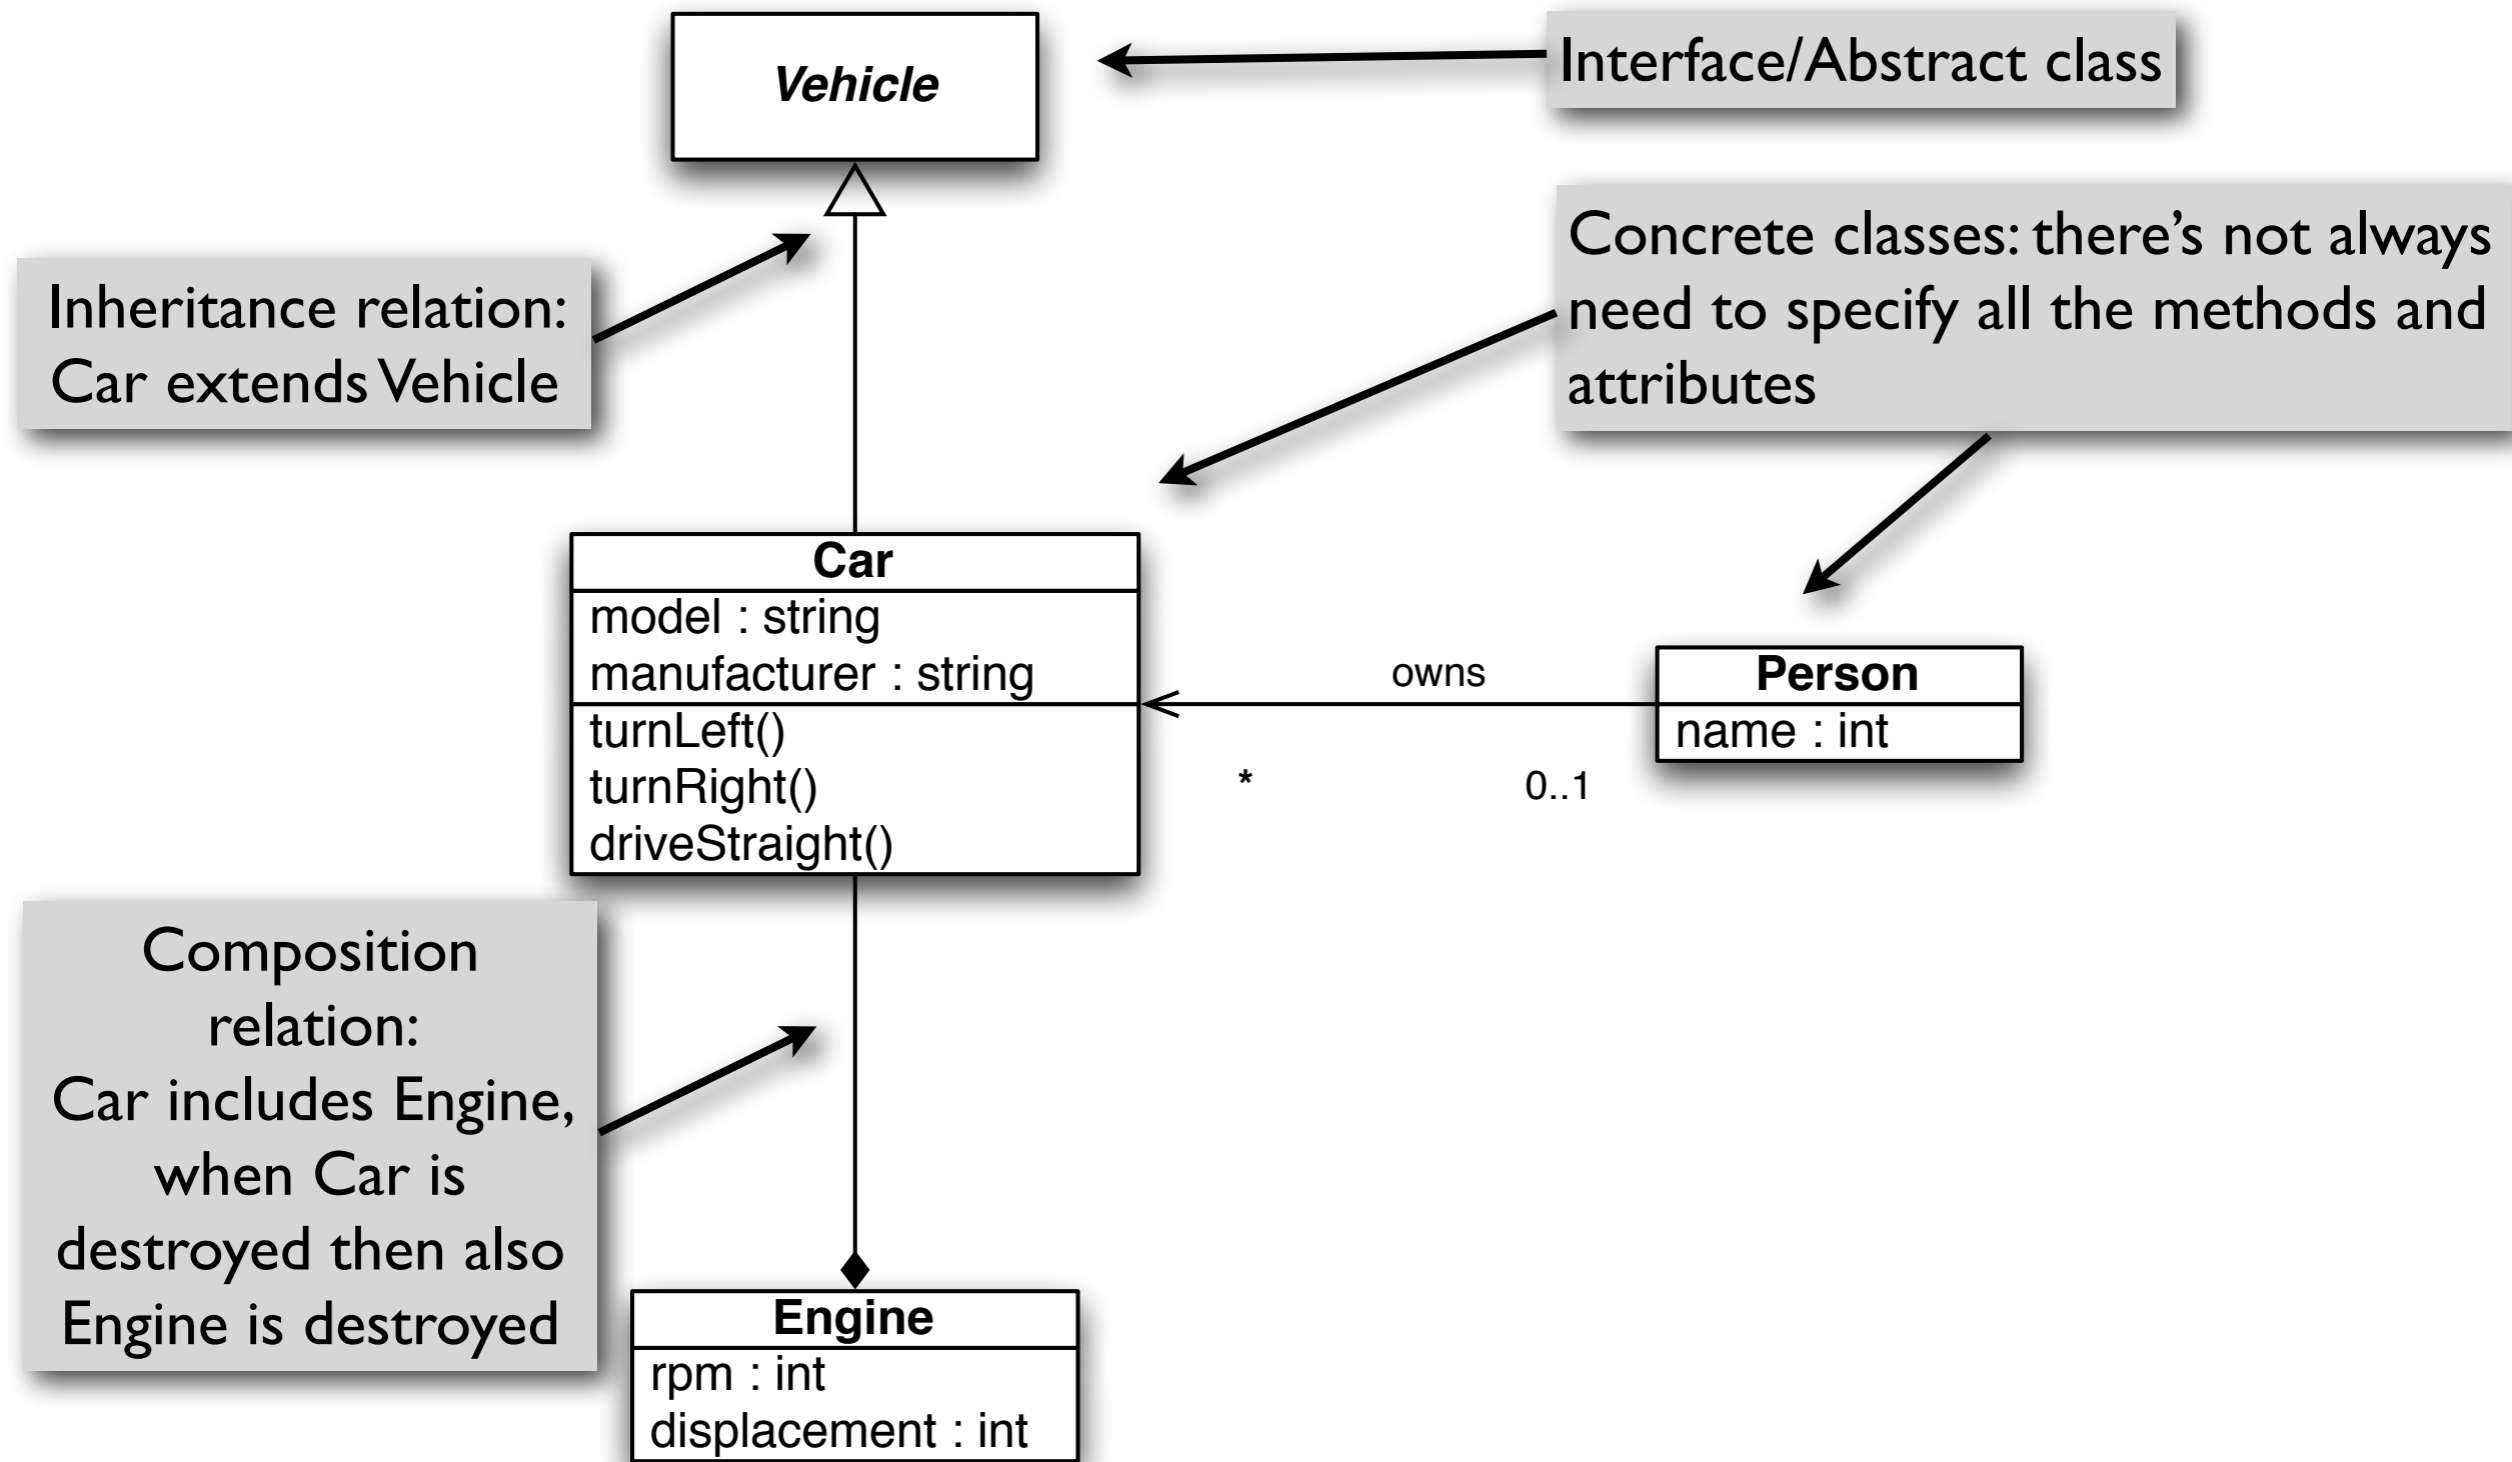 Vehicle
Interface/Abstract class
Inheritance relation:
Car extends Vehicle
Concrete classes: there’s not always
need to specify all the methods and
attributes
Car
model : string
manufacturer : string
turnLeft()
turnRight()
driveStraight()
owns
*
0..1
Person
name : int
Composition
relation:
Car includes Engine,
when Car is
destroyed then also
Engine is destroyed
Engine
rpm : int
displacement : int